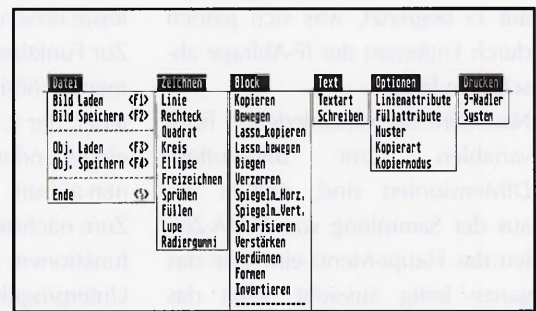 Datei
Bild Laden <F1>
Bild Speichern <F2>
Obj. Laden <F3>
Obj. Speichern <F4>
Ende
Zeichnen
Linie
Rechteck
Quadrat
Kreis
Ellipse
Freizeichnen
Sprühen
Füllen
Lupe
Radiergummi
Block
Kopieren
Bewegen
Lasso_kopieren
Lasso_bewegen
Biegen
Verzerren
Spiegeln_Horz.
Spiegeln_Vert.
Solarisieren
Verstärken
Verdünnen
Formen
Invertieren
Text
Textart
Schreiben
Optionen
Linienattribute
Füllattribute
Muster
Kopierart
Kopiermodus
Drucken
9-Nadler
System